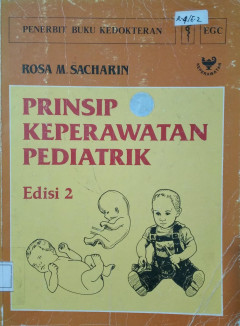 PENERBIT BUKU KEDOKTERAN
EGC
ROSA M. SACHARIN
PRINSIP
KEPERAWATAN
PEDIATRIK
Edisi 2